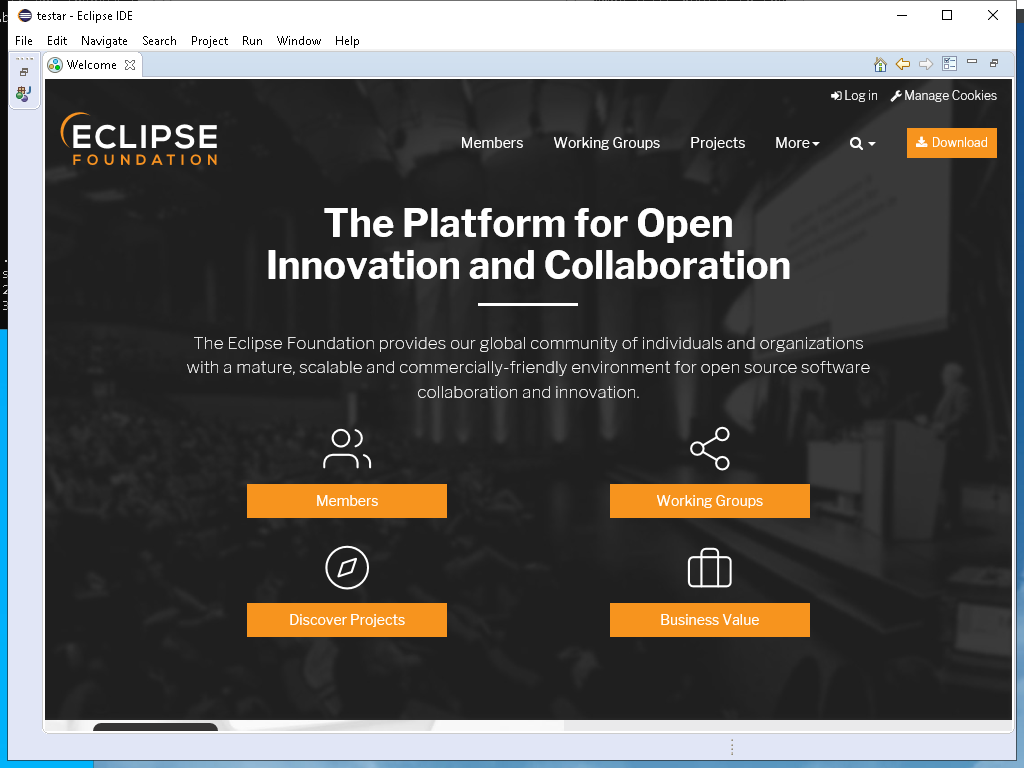 testar - Eclipse IDE
File Edit Navigate Search Project Run Window Help
Welcome
Log in Manage Cookies
ECLIPSE
FOUNDATION
Members Working Groups Projects More Download
The Platform for Open
Innovation and Collaboration
The Eclipse Foundation provides our global community of individuals and organizations
with a mature, scalable and commercially-friendly environment for open source software
collaboration and innovation.
Members
Working Groups
Discover Projects
Business Value